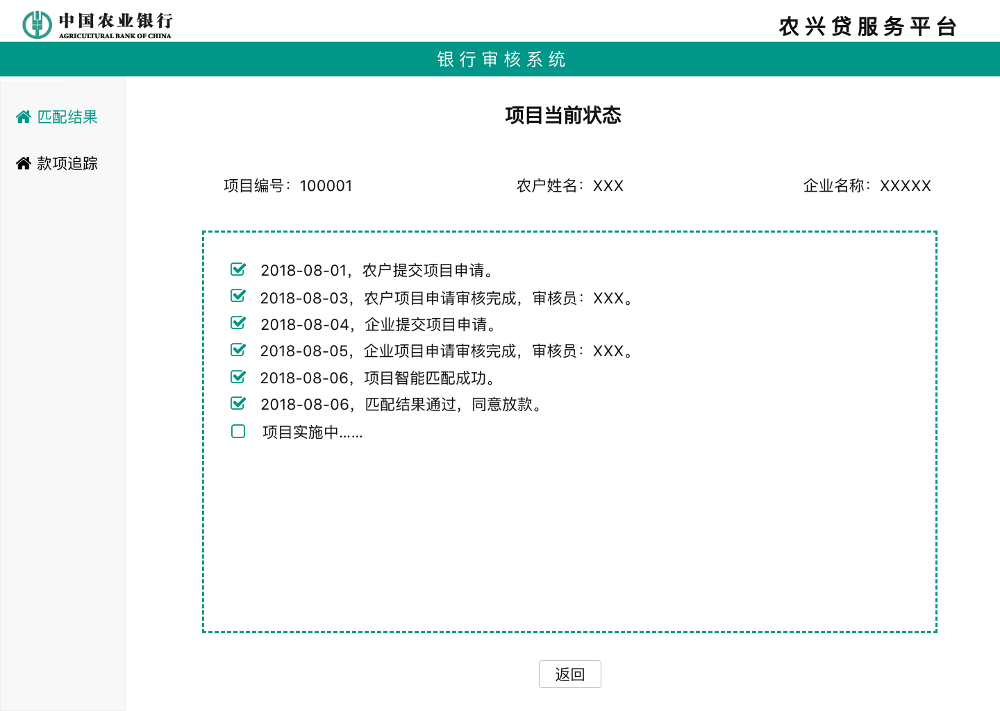 中国农业银行
AGRICULTURAL BANK OF CHINA
农兴贷服务平台
银行审核系统
匹配结果
款项追踪
项目当前状态
项目编号：100001 农户姓名：XXX 企业名称：XXXXX
2018-08-01，农户提交项目申请。
2018-08-03，农户项目申请审核完成，审核员：XXX。
2018-08-04，企业提交项目申请。
2018-08-05，企业项目申请审核完成，审核员：XXX。
2018-08-06，项目智能匹配成功。
2018-08-06，匹配结果通过，同意放款。
项目实施中……
返回